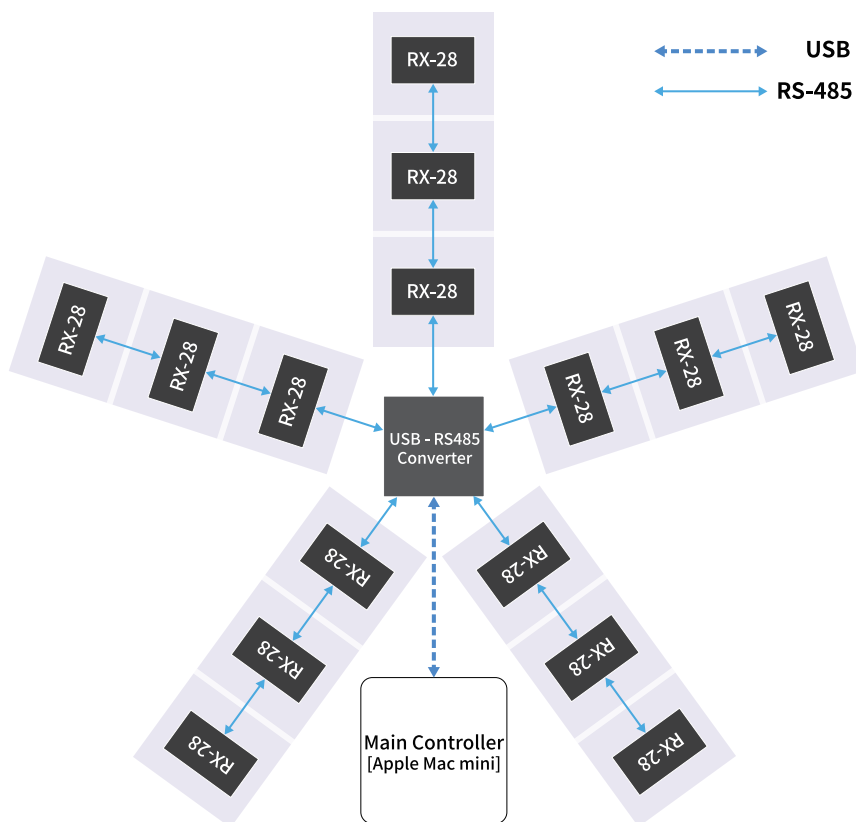 RX-28
USB
RS-485
RX-28
RX-28
RX-28
RX-28
RX-28
RX-28
RX-28
RX-28
USB - RS485
Converter
RX-28
RX-28
RX-28
RX-28
RX-28
RX-28
Main Controller
[Apple Mac mini]